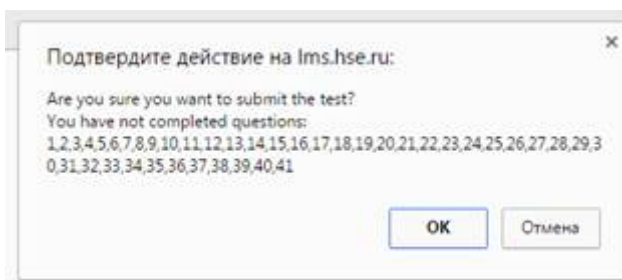 Подтвердите действие на lms.hse.ru:
Are you sure you want to submit the test?
You have not completed questions:
1,2,3,4,5,6,7,8,9,10,11,12,13,14,15,16,17,18,19,20,21,22,23,24,25,26,27,28,29,3
0,31,32,33,34,35,36,37,38,39,40,41
OK Отмена